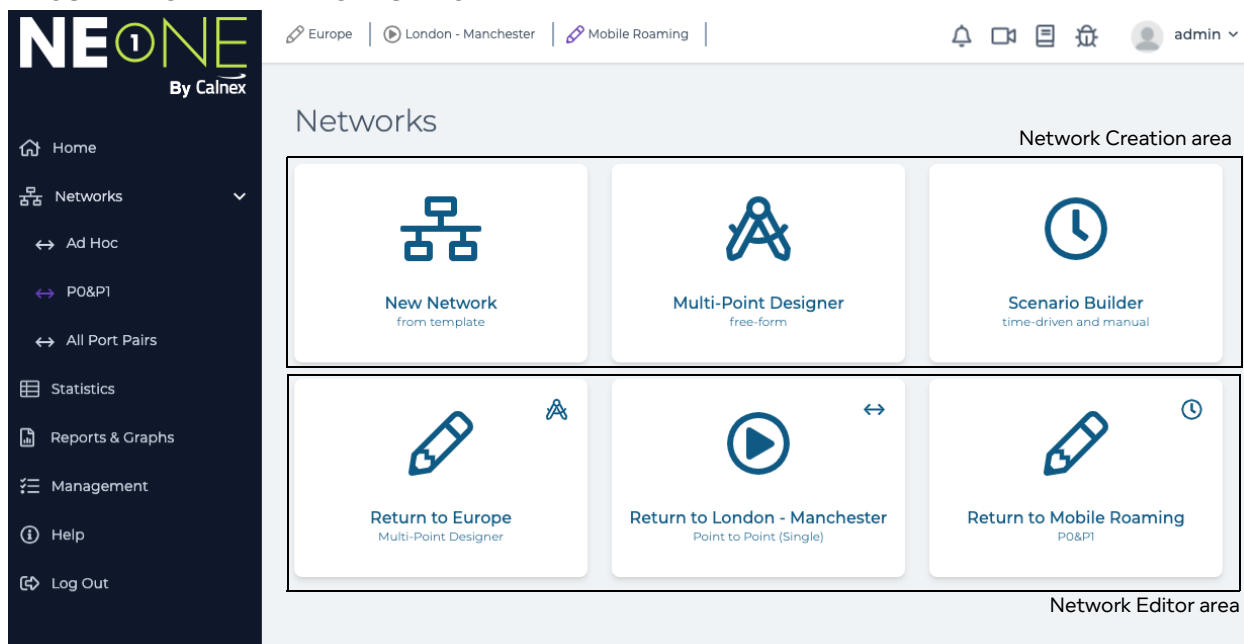 NEONE
By Calnex
Europe
London - Manchester
Mobile Roaming
admin
Home
Networks
Ad Hoc
P0&P1
All Port Pairs
Statistics
Reports & Graphs
Management
Help
Log Out
Networks
Network Creation area
New Network
from template
Multi-Point Designer
free-form
Scenario Builder
time-driven and manual
Return to Europe
Multi-Point Designer
Return to London - Manchester
Point to Point (Single)
Return to Mobile Roaming
P0&P1
Network Editor area